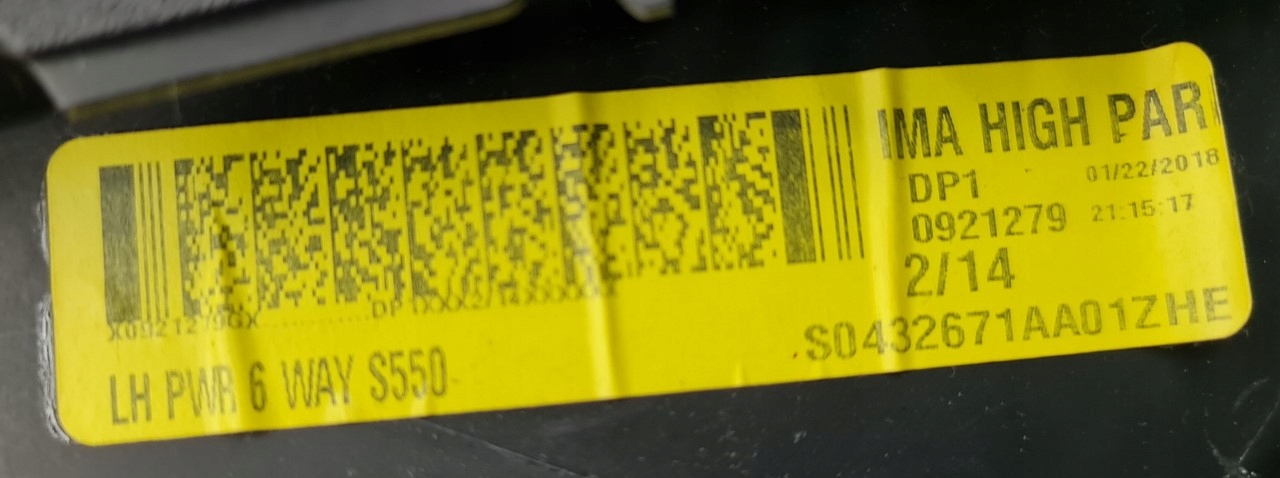 IMA HIGH PAR
DP1 01/22/2018
0921279 21:15:17
2/14
S0432671AA01ZHE
X0921279GX
LH PWR 6 WAY S550